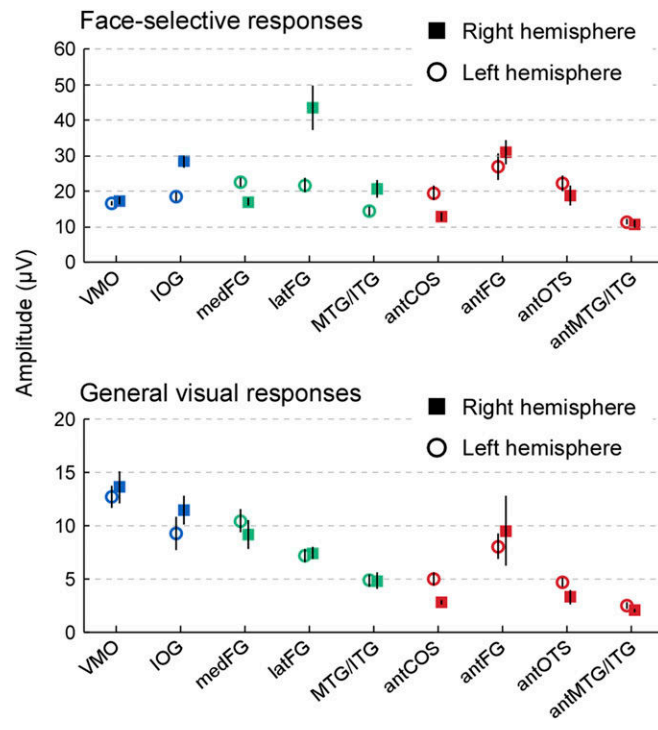 Face-selective responses
60
50
40
30
20
10
0
Right hemisphere
Left hemisphere
VMO
IOG
medFG
latFG
MTG/ITG
antCOS
antFG
antOTS
antMTG/ITG
Amplitude (µV)
General visual responses
20
15
10
5
0
Right hemisphere
Left hemisphere
VMO
IOG
medFG
latFG
MTG/ITG
antCOS
antFG
antOTS
antMTG/ITG